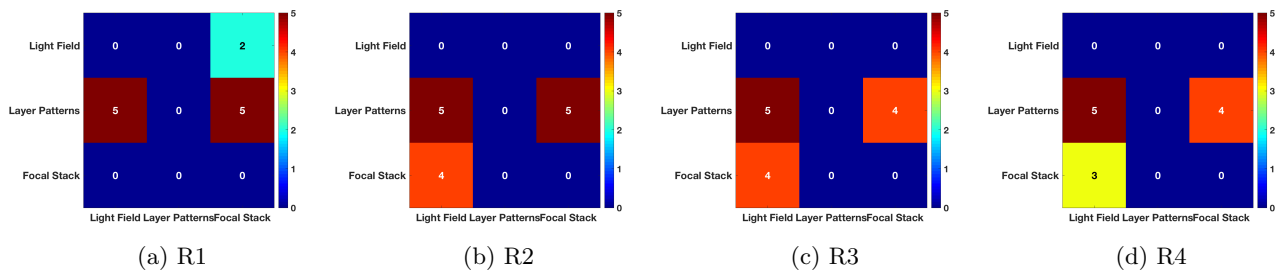 5
Light Field 0 0 2
4
3
Layer Patterns 5 0 5
2
1
Focal Stack 0 0 0
0
Light Field Layer Patterns Focal Stack
(a) R1
5
Light Field 0 0 0
4
3
Layer Patterns 5 0 5
2
1
Focal Stack 4 0 0
0
Light Field Layer Patterns Focal Stack
(b) R2
5
Light Field 0 0 0
4
3
Layer Patterns 5 0 4
2
1
Focal Stack 4 0 0
0
Light Field Layer Patterns Focal Stack
(c) R3
5
Light Field 0 0 0
4
3
Layer Patterns 5 0 4
2
1
Focal Stack 3 0 0
0
Light Field Layer Patterns Focal Stack
(d) R4